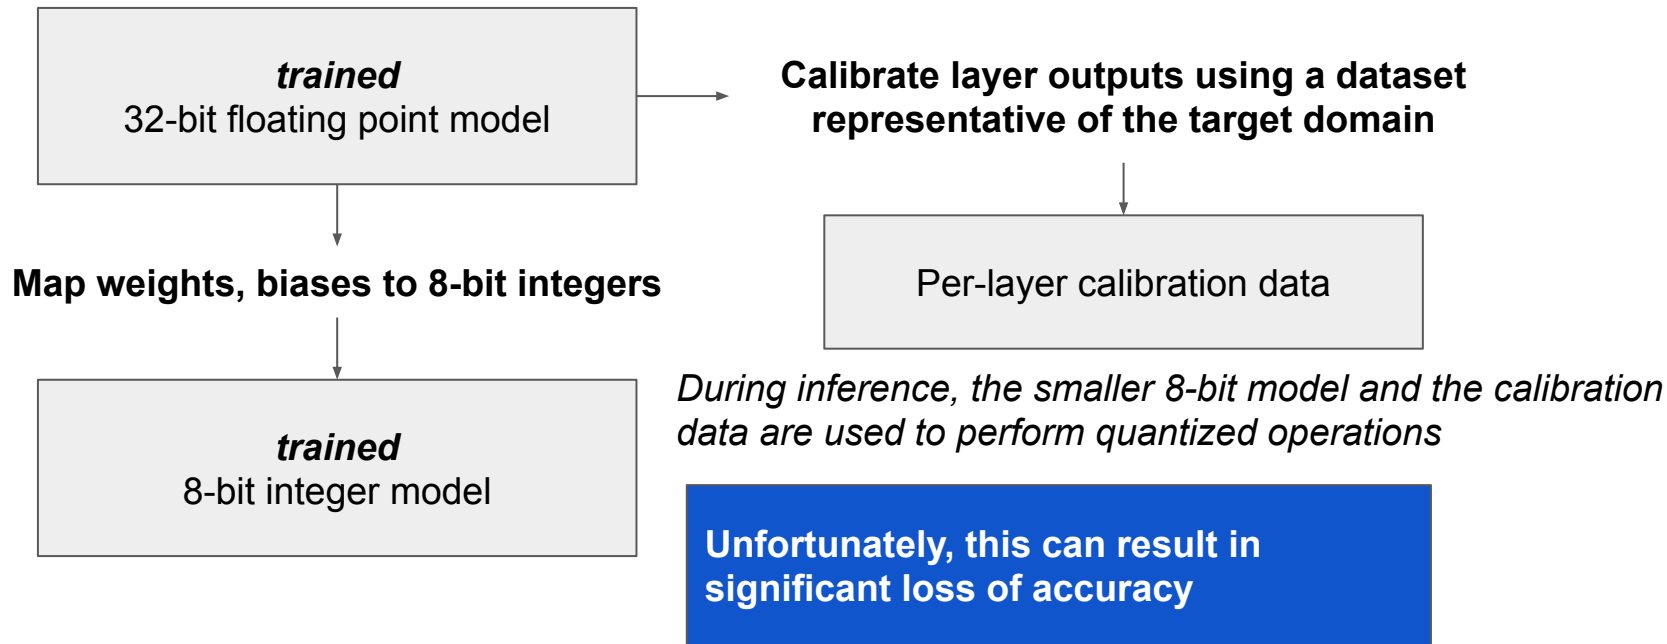 trained
32-bit floating point model
Calibrate layer outputs using a dataset
representative of the target domain
Map weights, biases to 8-bit integers
Per-layer calibration data
trained
8-bit integer model
During inference, the smaller 8-bit model and the calibration
data are used to perform quantized operations
Unfortunately, this can result in
significant loss of accuracy